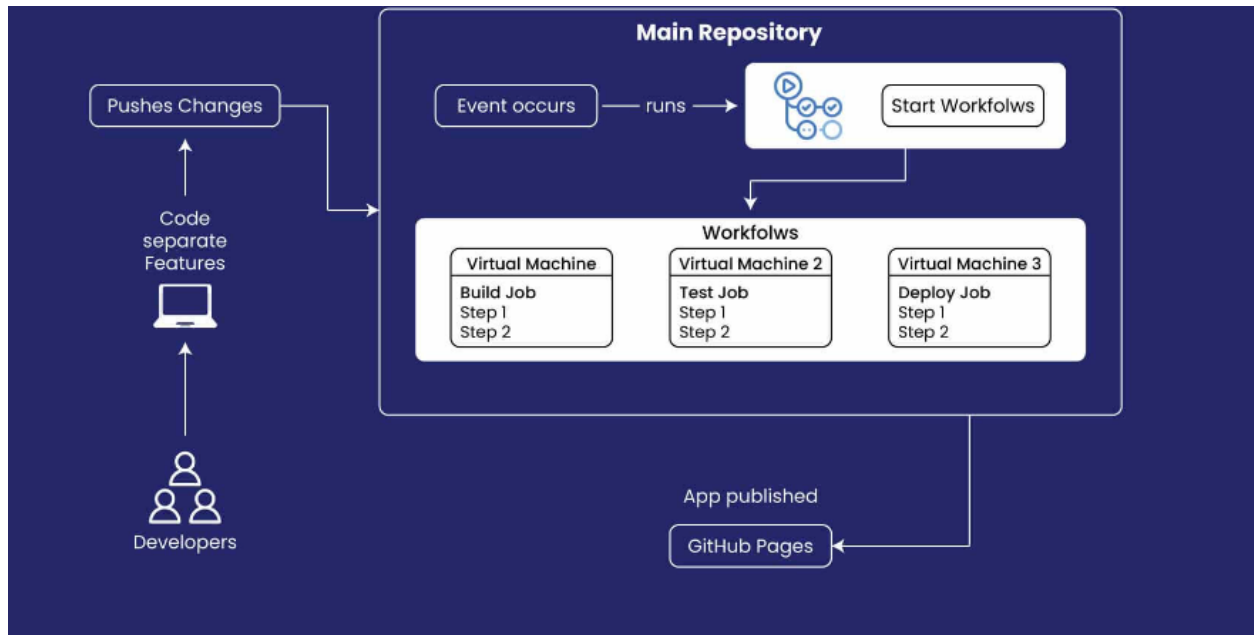 Main Repository
Pushes Changes
Event occurs
runs
Start Workfolws
Code
separate
Features
Workfolws
Virtual Machine
Build Job
Step 1
Step 2
Virtual Machine 2
Test Job
Step 1
Step 2
Virtual Machine 3
Deploy Job
Step 1
Step 2
Developers
App published
GitHub Pages